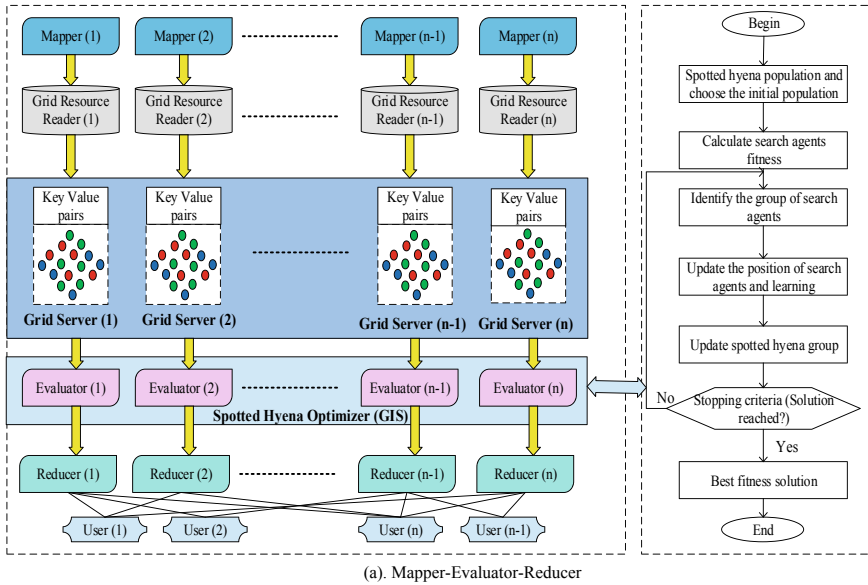 Mapper (1)
Mapper (2)
Mapper (n-1)
Mapper (n)
Grid Resource
Reader (1)
Grid Resource
Reader (2)
Grid Resource
Reader (n-1)
Grid Resource
Reader (n)
Key Value
pairs
Key Value
pairs
Key Value
pairs
Key Value
pairs
Grid Server (1)
Grid Server (2)
Grid Server (n-1)
Grid Server (n)
Evaluator (1)
Evaluator (2)
Evaluator (n-1)
Evaluator (n)
Spotted Hyena Optimizer (GIS)
Reducer (1)
Reducer (2)
Reducer (n-1)
Reducer (n)
User (1)
User (2)
User (n)
User (n-1)
Begin
Spotted hyena population and
choose the initial population
Calculate search agents
fitness
Identify the group of search
agents
Update the position of search
agents and learning
Update spotted hyena group
No
Stopping criteria (Solution
reached?)
Yes
Best fitness solution
End
(a). Mapper-Evaluator-Reducer